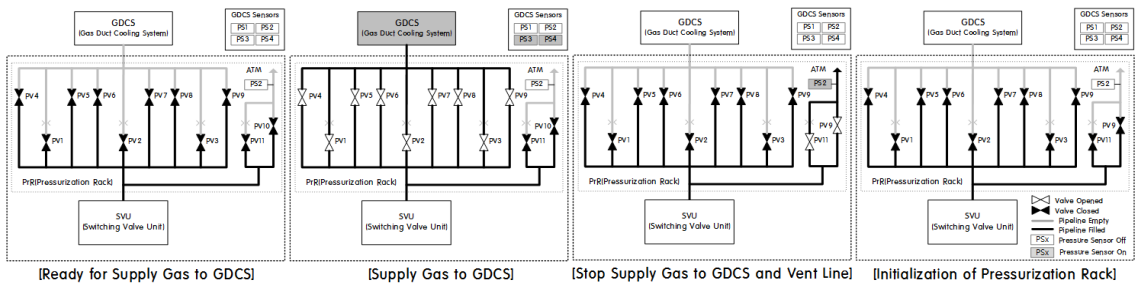 GDCS
(Gas Duct Cooling System)
GDCS Sensors
PS1 PS2
PS3 PS4
ATM
PS2
PV4 PV5 PV6 PV7 PV8 PV9
PV10
PV1 PV2 PV3 PV11
PrR(Pressurization Rack)
SVU
(Switching Valve Unit)
[Ready for Supply Gas to GDCS]
GDCS
(Gas Duct Cooling System)
GDCS Sensors
PS1 PS2
PS3 PS4
ATM
PS2
PV4 PV5 PV6 PV7 PV8 PV9
PV10
PV1 PV2 PV3 PV11
PrR(Pressurization Rack)
SVU
(Switching Valve Unit)
[Supply Gas to GDCS]
GDCS
(Gas Duct Cooling System)
GDCS Sensors
PS1 PS2
PS3 PS4
ATM
PS2
PV4 PV5 PV6 PV7 PV8 PV9
PV9
PV1 PV2 PV3 PV11
PrR(Pressurization Rack)
SVU
(Switching Valve Unit)
[Stop Supply Gas to GDCS and Vent Line]
GDCS
(Gas Duct Cooling System)
GDCS Sensors
PS1 PS2
PS3 PS4
ATM
PS2
PV4 PV5 PV6 PV7 PV8 PV9
PV9
PV1 PV2 PV3 PV11
PrR(Pressurization Rack)
SVU
(Switching Valve Unit)
Valve Opened
Valve Closed
Pipeline Empty
Pipeline Filled
PSx Pressure Sensor Off
PSx Pressure Sensor On
[Initialization of Pressurization Rack]